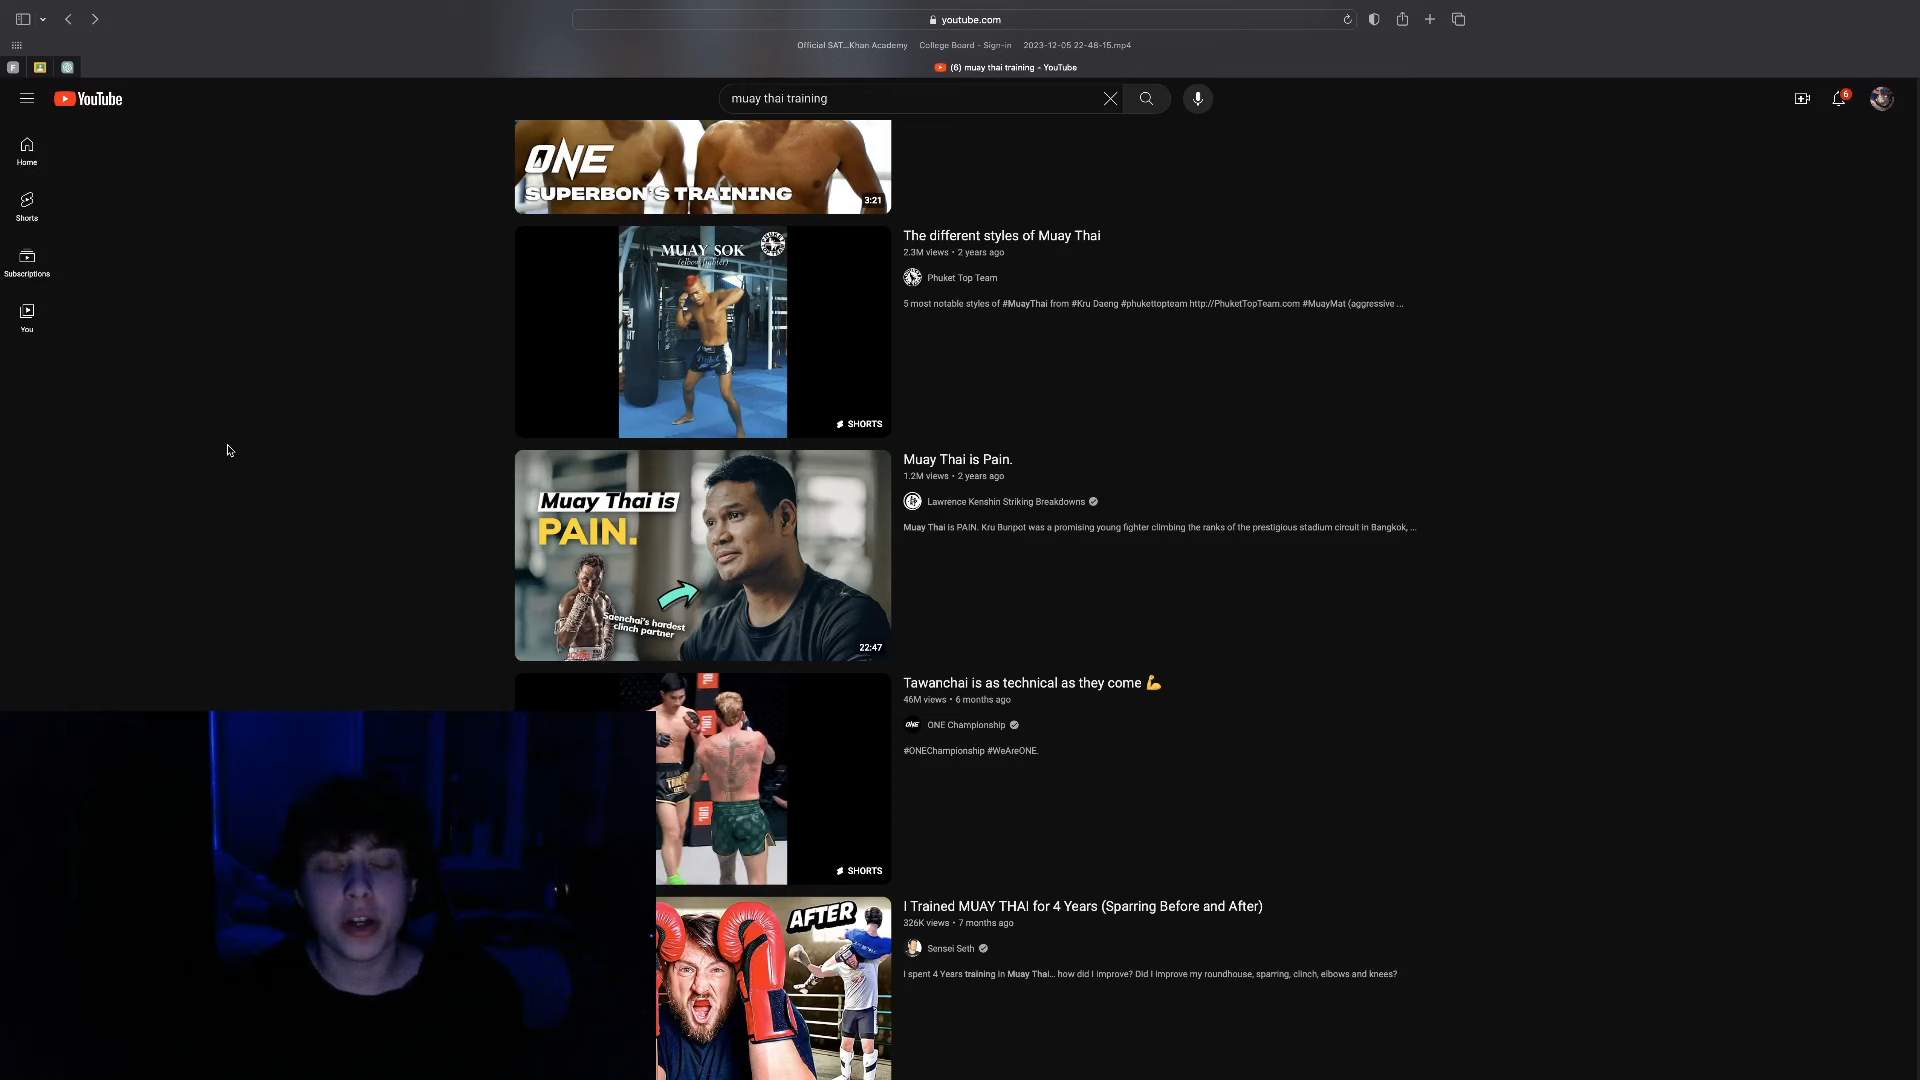 youtube.com
Official SAT...Khan Academy
College Board - Sign-in
2023-12-05 22-48-15.mp4
(6) muay thai training - YouTube
YouTube
muay thai training
6
Home
Shorts
Subscriptions
You
ONE
SUPERBON'S TRAINING
3:21
MUAY SOK
(elbow fighter)
SHORTS
The different styles of Muay Thai
2.3M views • 2 years ago
Phuket Top Team
5 most notable styles of #MuayThai from #Kru Daeng #phukettopteam http://PhuketTopTeam.com #MuayMat (aggressive ...
Muay Thai is
PAIN.
Saenchai's hardest
clinch partner
22:47
Muay Thai is Pain.
1.2M views • 2 years ago
Lawrence Kenshin Striking Breakdowns
Muay Thai is PAIN. Kru Bunpot was a promising young fighter climbing the ranks of the prestigious stadium circuit in Bangkok, ...
SHORTS
Tawanchai is as technical as they come 💪
46M views • 6 months ago
ONE
ONE Championship
#ONEChampionship #WeAreONE.
AFTER
I Trained MUAY THAI for 4 Years (Sparring Before and After)
326K views • 7 months ago
Sensei Seth
I spent 4 Years training in Muay Thai... how did I improve? Did I improve my roundhouse, sparring, clinch, elbows and knees?